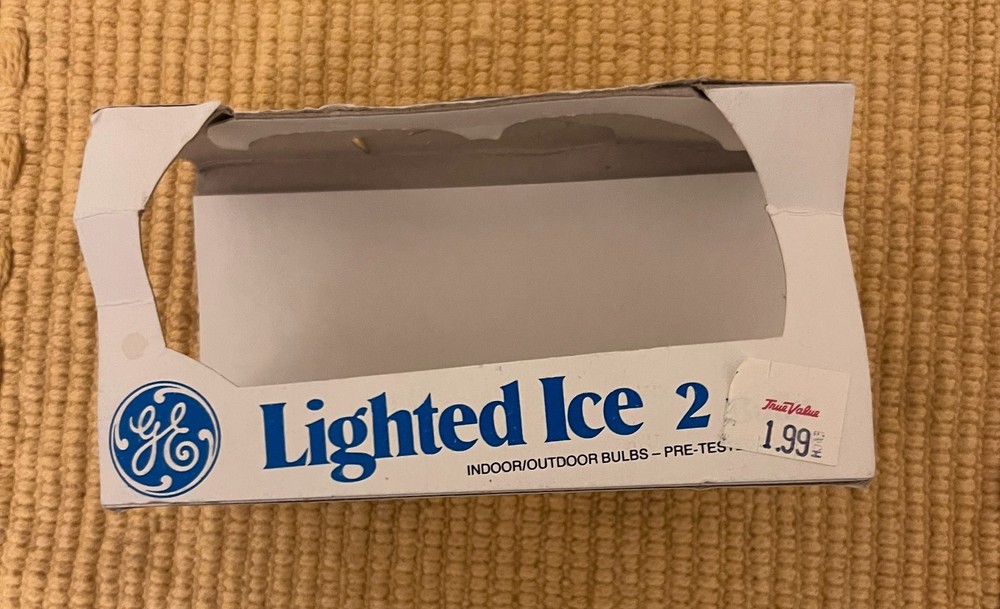 GE
Lighted Ice 2
INDOOR/OUTDOOR BULBS – PRE-TEST
True Value
1.99